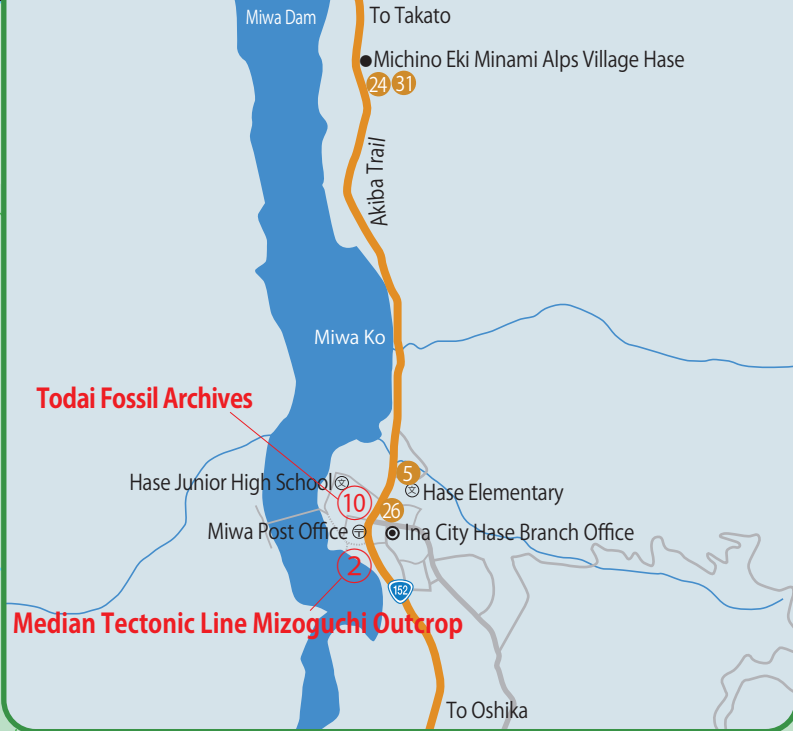 Miwa Dam
To Takato
Michino Eki Minami Alps Village Hase
24 31
Akiba Trail
Miwa Ko
Todai Fossil Archives
5
Hase Junior High School 文
文 Hase Elementary
10
26
Miwa Post Office 〒
Ina City Hase Branch Office
2
152
Median Tectonic Line Mizoguchi Outcrop
To Oshika